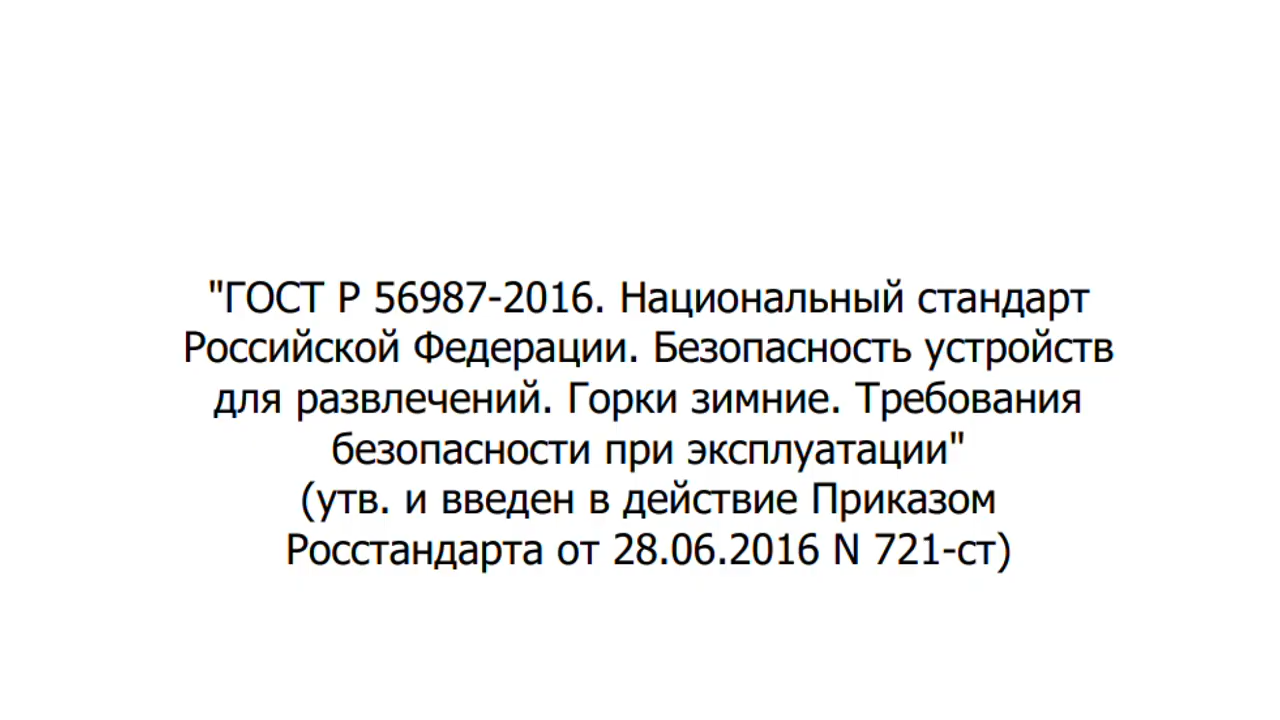 "ГОСТ Р 56987-2016. Национальный стандарт
Российской Федерации. Безопасность устройств
для развлечений. Горки зимние. Требования
безопасности при эксплуатации"
(утв. и введен в действие Приказом
Росстандарта от 28.06.2016 N 721-ст)